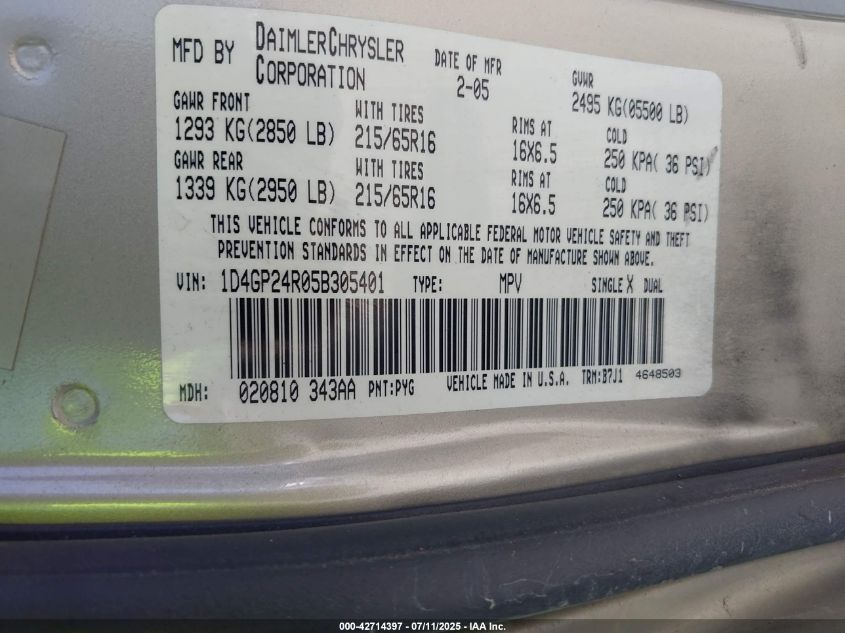 MFD BY DAIMLERCHRYSLER CORPORATION DATE OF MFR 2-05 GVWR 2495 KG(05500 LB)
GAWR FRONT WITH TIRES RIMS AT COLD
1293 KG(2850 LB) 215/65R16 16X6.5 250 KPA( 36 PSI)
GAWR REAR WITH TIRES RIMS AT COLD
1339 KG(2950 LB) 215/65R16 16X6.5 250 KPA( 36 PSI)
THIS VEHICLE CONFORMS TO ALL APPLICABLE FEDERAL MOTOR VEHICLE SAFETY AND THEFT
PREVENTION STANDARDS IN EFFECT ON THE DATE OF MANUFACTURE SHOWN ABOVE.
VIN: 1D4GP24R05B305401 TYPE: MPV SINGLE X DUAL
MDH: 020810 343AA PNT:PYG VEHICLE MADE IN U.S.A. TRM:B7J1 4648503
000-42714397 - 07/11/2025 - IAA Inc.